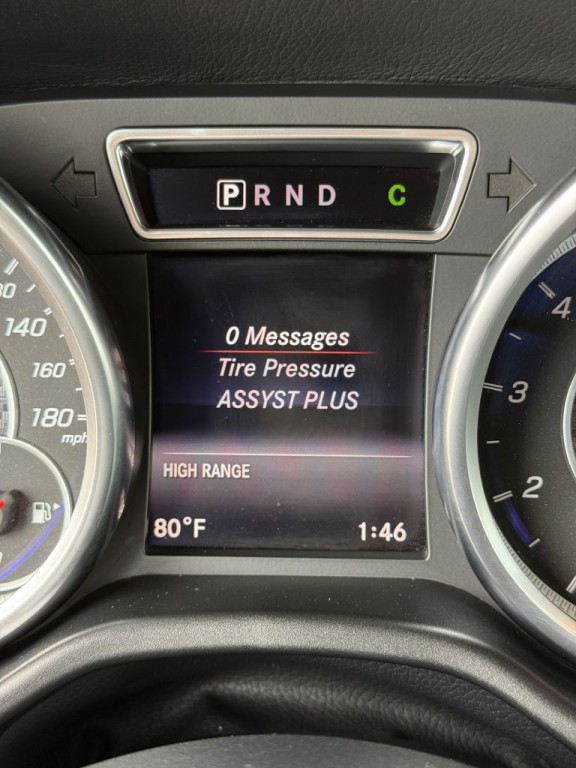 P R N D C
0 Messages
Tire Pressure
ASSYST PLUS
HIGH RANGE
80°F 1:46
140
160
180
mph
4
3
2